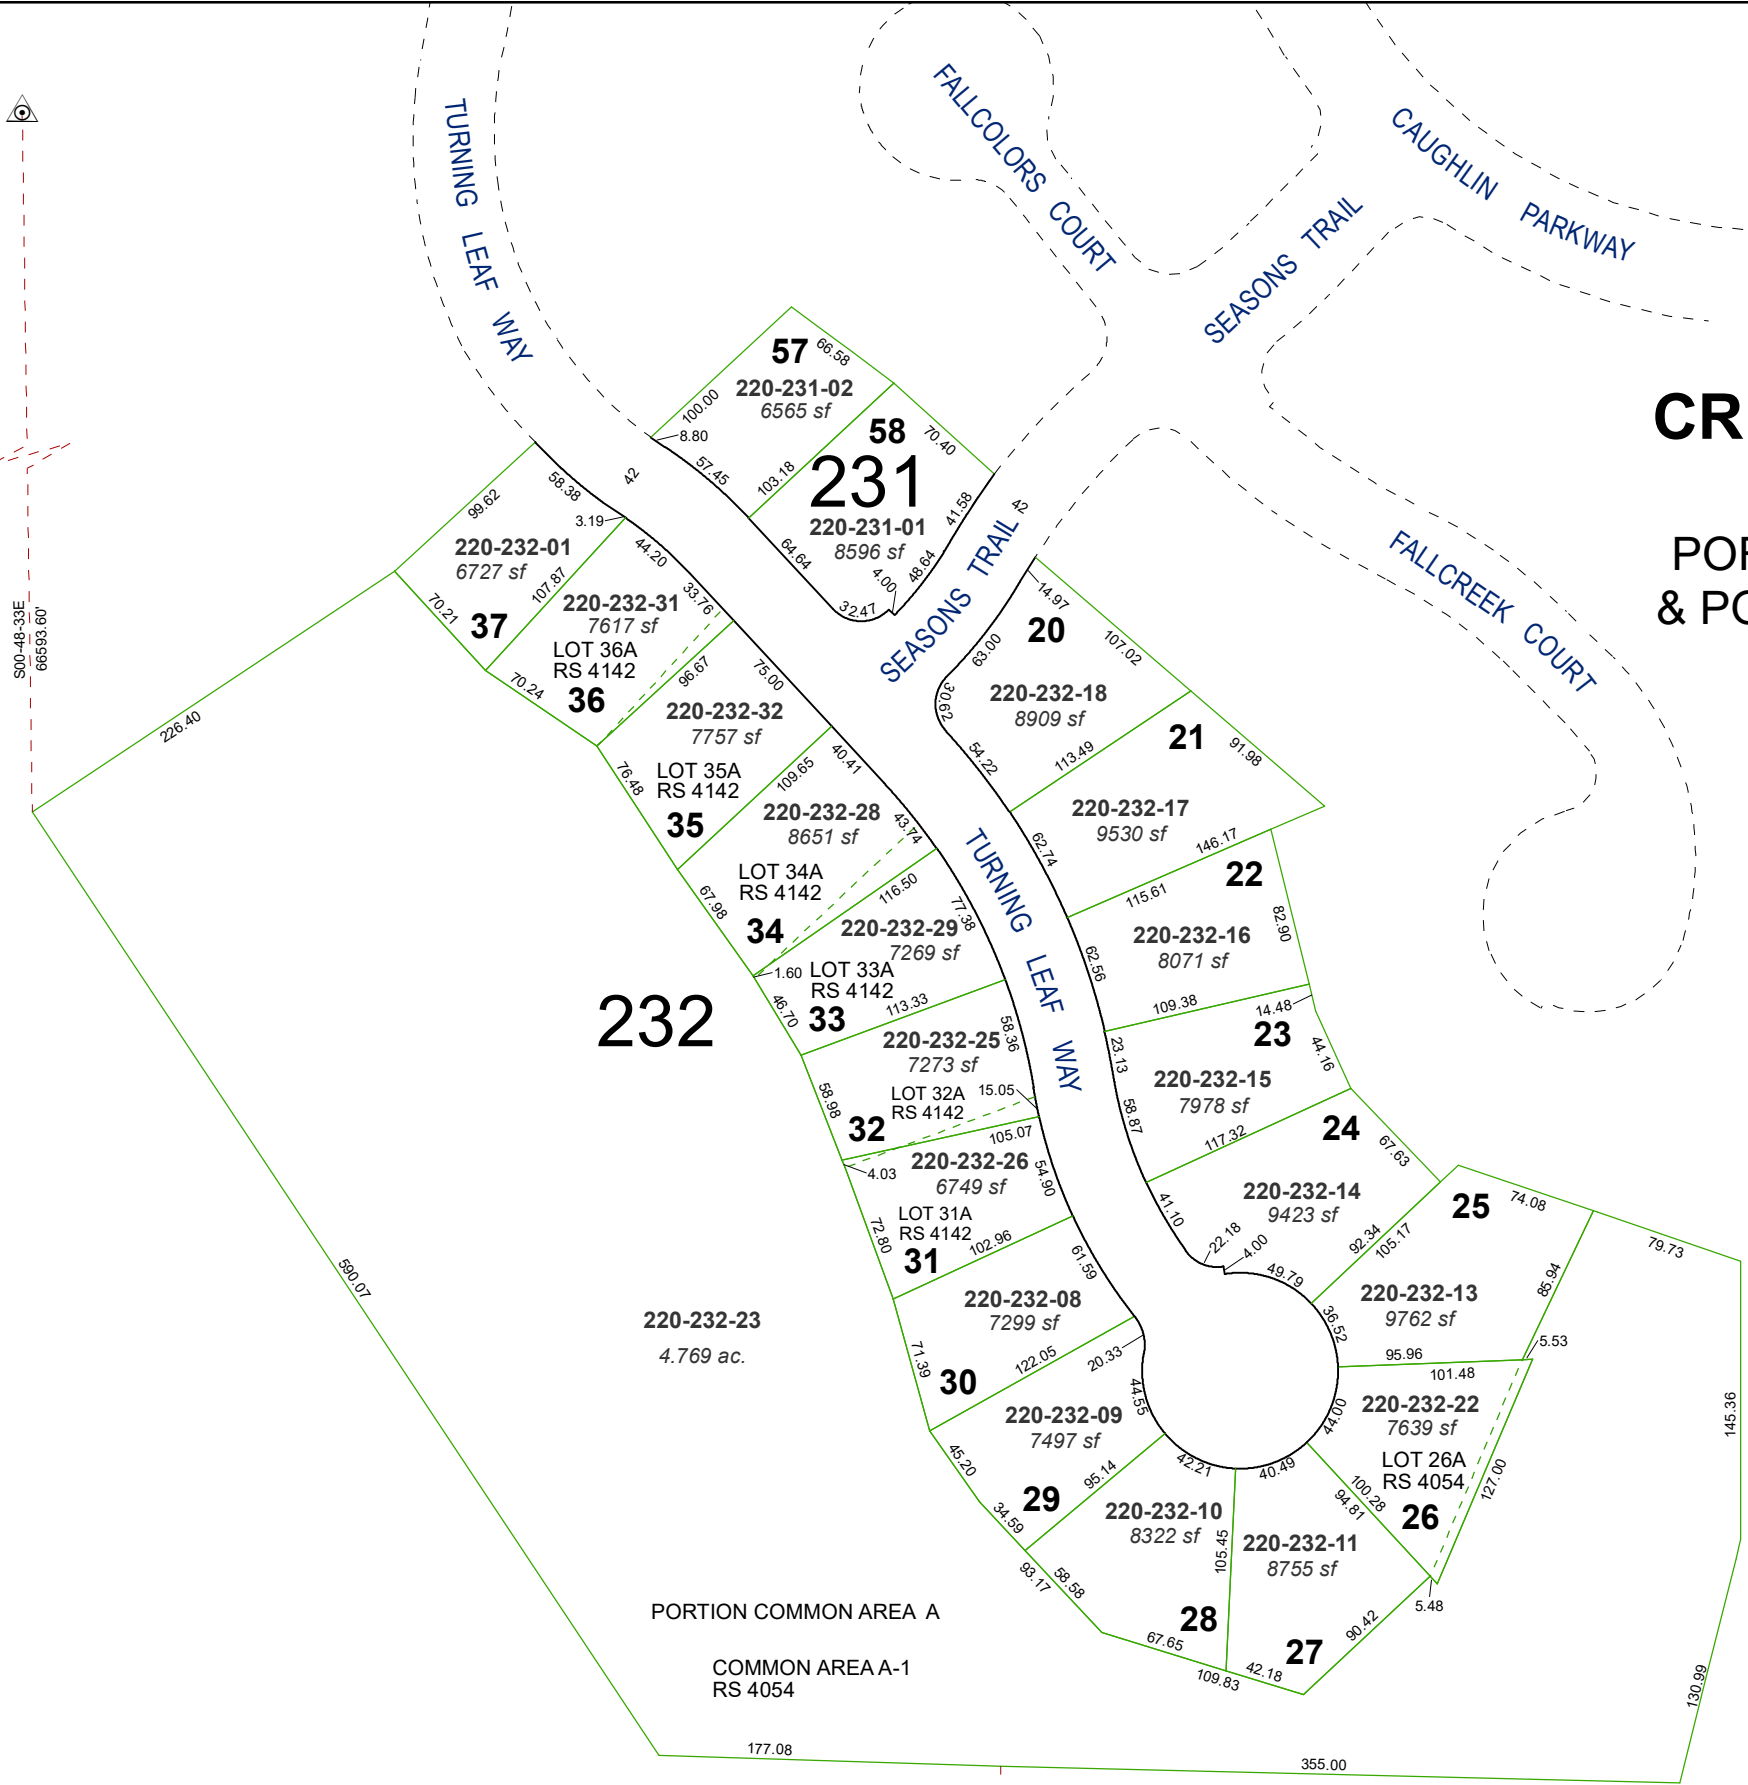 TURNING LEAF WAY
FALLCOLORS COURT
CAUGHLIN PARKWAY
SEASONS TRAIL
S00-48-33E
66593.60'
57
66.58
220-231-02
6565 sf
100.00
8.80
57.45
58
70.40
103.18
231
220-231-01
8596 sf
41.58
48.64
4.00
64.64
32.47
42
42
SEASONS TRAIL
CR
POR
& PO
FALLCREEK COURT
99.62
58.38
3.19
220-232-01
6727 sf
107.87
70.21
37
44.20
33.76
220-232-31
7617 sf
LOT 36A
RS 4142
36
70.24
96.67
75.00
220-232-32
7757 sf
LOT 35A
RS 4142
35
76.48
109.65
40.41
220-232-28
8651 sf
43.74
LOT 34A
RS 4142
34
67.98
116.50
77.38
220-232-29
7269 sf
1.60
LOT 33A
RS 4142
33
46.70
113.33
58.36
220-232-25
7273 sf
LOT 32A
RS 4142
15.05
32
58.98
105.07
4.03
220-232-26
6749 sf
54.90
LOT 31A
RS 4142
31
72.80
102.96
61.59
220-232-08
7299 sf
30
71.39
122.05
20.33
220-232-09
7497 sf
44.55
45.20
29
34.59
95.14
42.21
220-232-10
8322 sf
28
93.17
58.58
67.65
105.45
109.83
40.49
220-232-11
8755 sf
27
42.18
90.42
5.48
14.97
20
107.02
63.00
30.62
220-232-18
8909 sf
54.22
113.49
21
91.98
220-232-17
9530 sf
62.74
146.17
115.61
22
82.90
220-232-16
8071 sf
62.56
109.38
14.48
23
44.16
23.13
220-232-15
7978 sf
58.87
117.32
24
67.63
220-232-14
9423 sf
41.10
22.18
4.00
49.79
92.34
105.17
25
74.08
79.73
220-232-13
9762 sf
85.94
36.52
5.53
95.96
101.48
220-232-22
7639 sf
44.00
LOT 26A
RS 4054
26
127.00
100.28
94.81
TURNING LEAF WAY
226.40
590.07
232
220-232-23
4.769 ac.
145.36
130.99
PORTION COMMON AREA A
COMMON AREA A-1
RS 4054
177.08
355.00